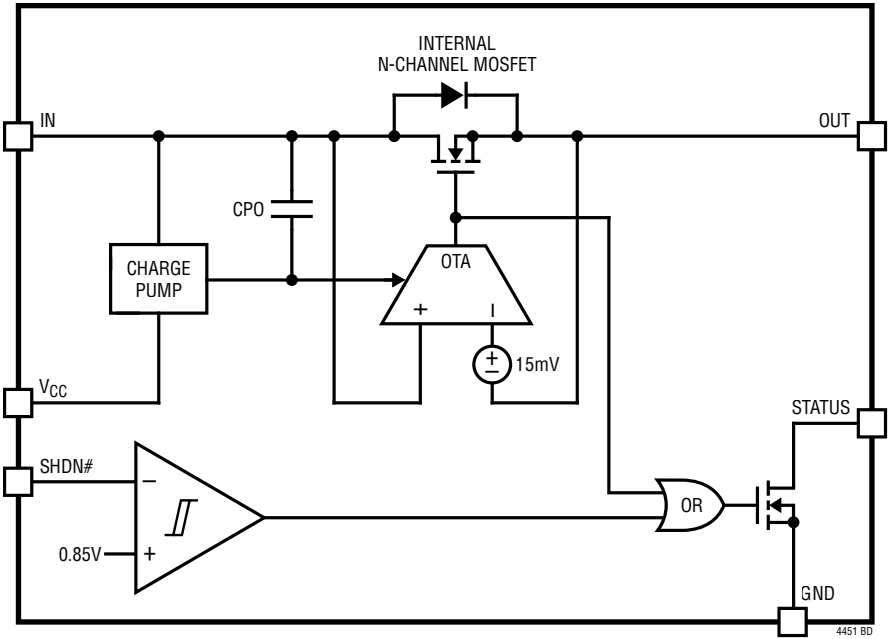 INTERNAL
N-CHANNEL MOSFET
IN
OUT
CPO
CHARGE
PUMP
OTA
+
–
+
–
15mV
VCC
STATUS
SHDN#
–
OR
0.85V
+
GND
4451 BD